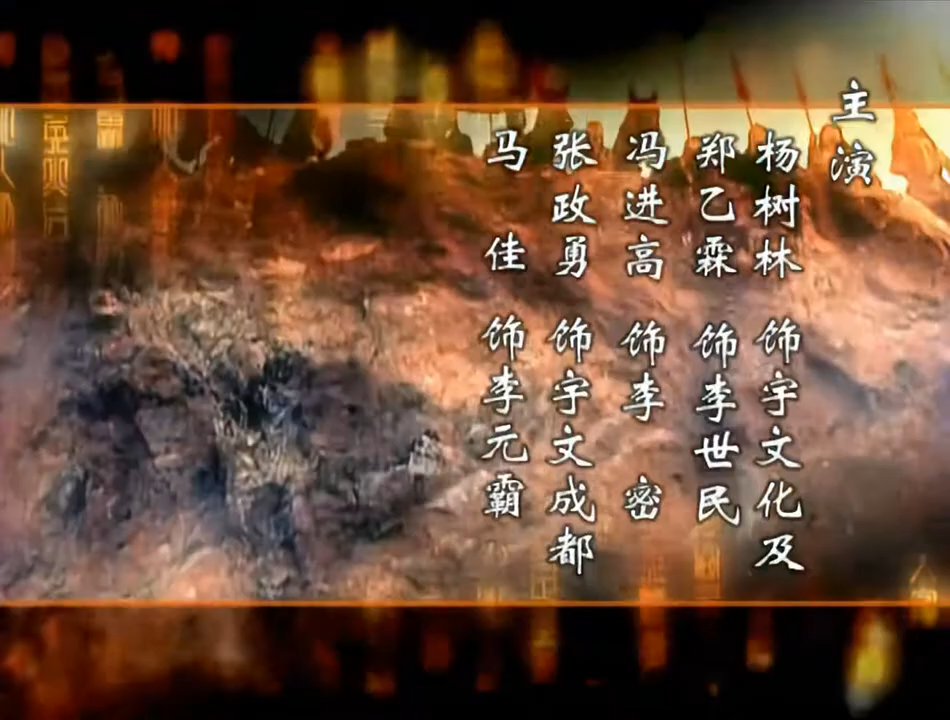 主演
杨树林 饰宇文化及
郑乙霖 饰李世民
冯进高 饰李密
张政勇 饰宇文成都
马佳 饰李元霸